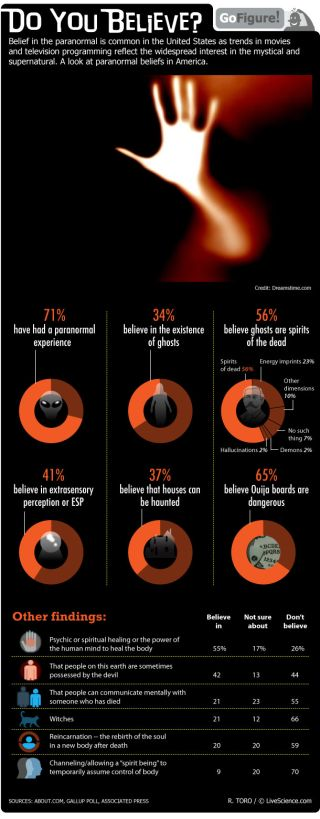 DO YOU BELIEVE?
GoFigure!
Belief in the paranormal is common in the United States as trends in movies
and television programming reflect the widespread interest in the mystical and
supernatural. A look at paranormal beliefs in America.
Credit: Dreamstime.com
71%
have had a paranormal
experience
34%
believe in the existence
of ghosts
56%
believe ghosts are spirits
of the dead
Spirits
of dead 56%
Energy imprints 23%
Other
dimensions
10%
No such
thing 7%
Demons 2%
Hallucinations 2%
41%
believe in extrasensory
perception or ESP
37%
believe that houses can
be haunted
65%
believe Ouija boards are
dangerous
Other findings:
Believe
in
Not sure
about
Don't
believe
Psychic or spiritual healing or the power of
the human mind to heal the body
55% 17% 26%
That people on this earth are sometimes
possessed by the devil
42 13 44
That people can communicate mentally with
someone who has died
21 23 55
Witches
21 12 66
Reincarnation – the rebirth of the soul
in a new body after death
20 20 59
Channeling/allowing a "spirit being" to
temporarily assume control of body
9 20 70
SOURCES: ABOUT.COM, GALLUP POLL, ASSOCIATED PRESS
R. TORO / © LiveScience.com